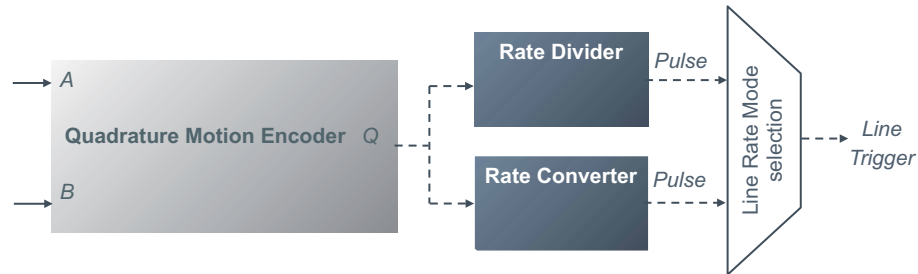 A
Quadrature Motion Encoder Q
B
Rate Divider
Rate Converter
Pulse
Pulse
Line Rate Mode
selection
Line
Trigger